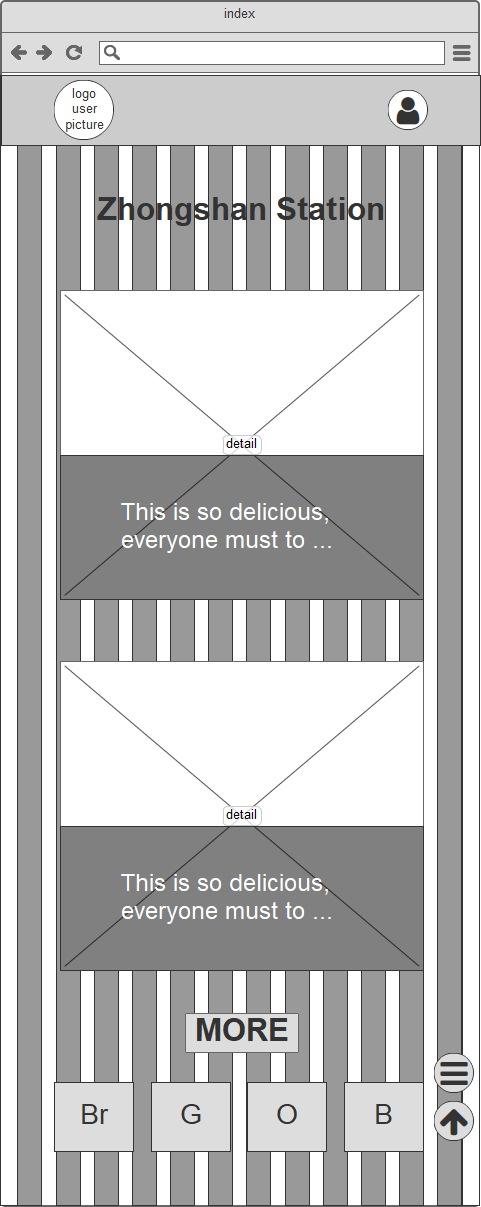 index
logo
user
picture
Zhongshan Station
detail
This is so delicious,
everyone must to ...
detail
This is so delicious,
everyone must to ...
MORE
Br G O B